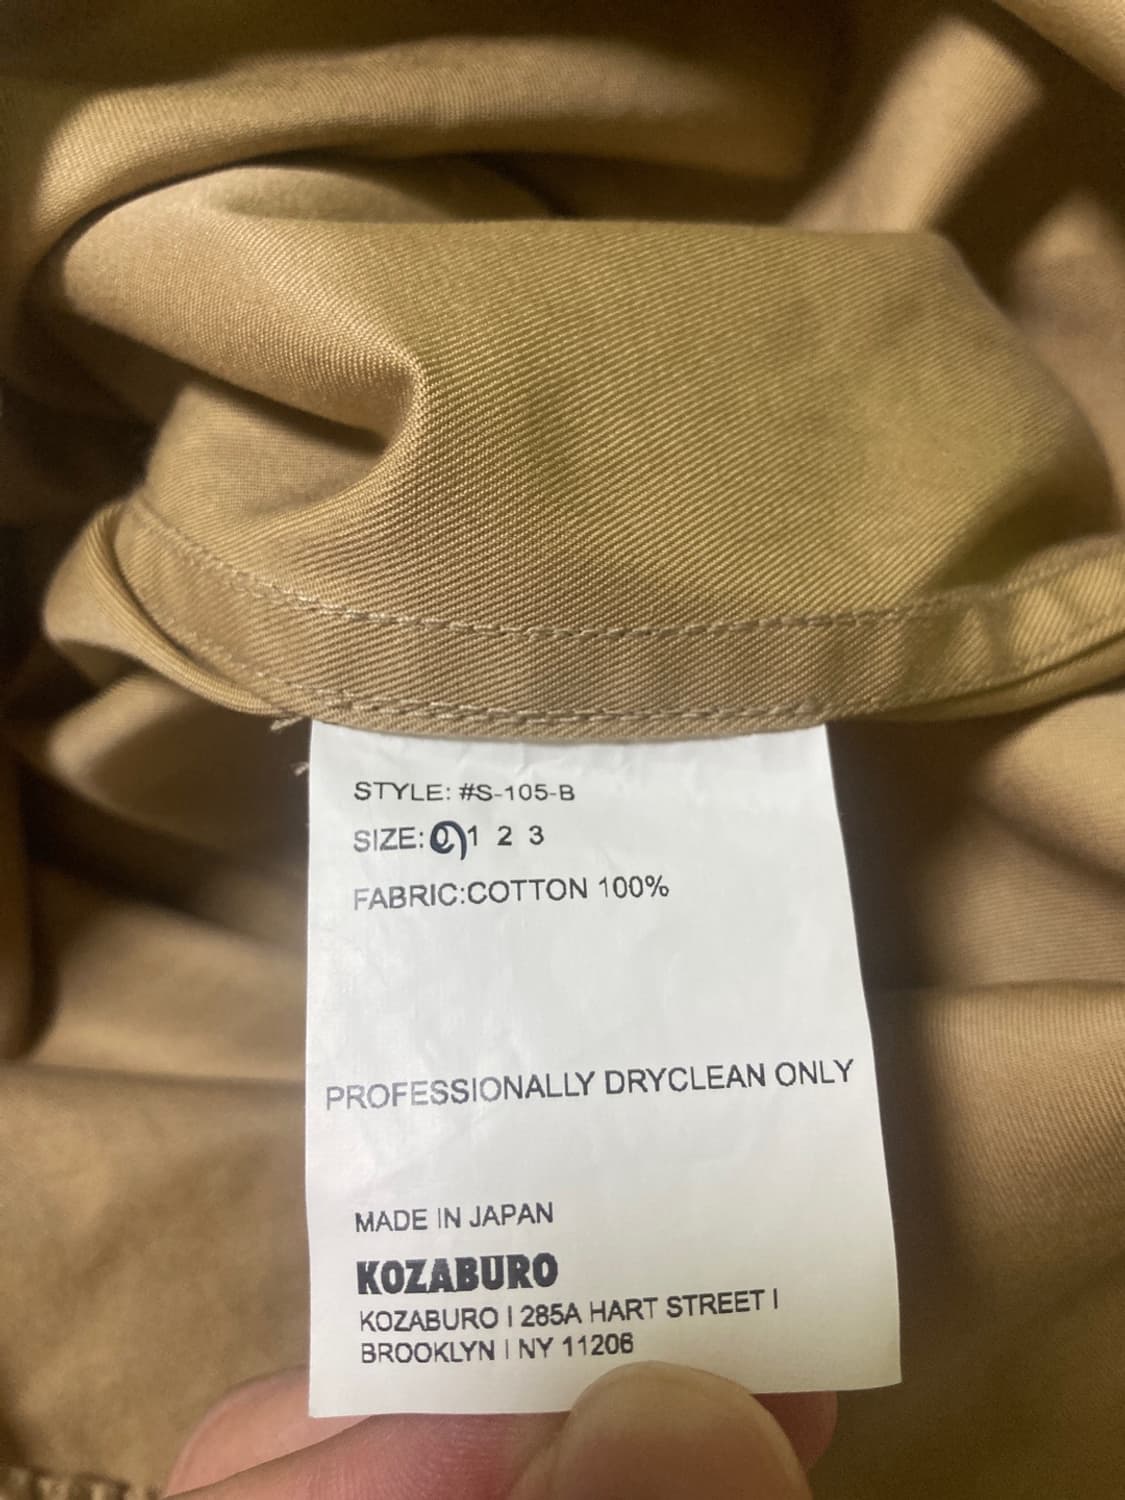 STYLE: #S-105-B
SIZE: 0 1 2 3
FABRIC:COTTON 100%
PROFESSIONALLY DRYCLEAN ONLY
MADE IN JAPAN
KOZABURO
KOZABURO | 285A HART STREET |
BROOKLYN | NY 11206